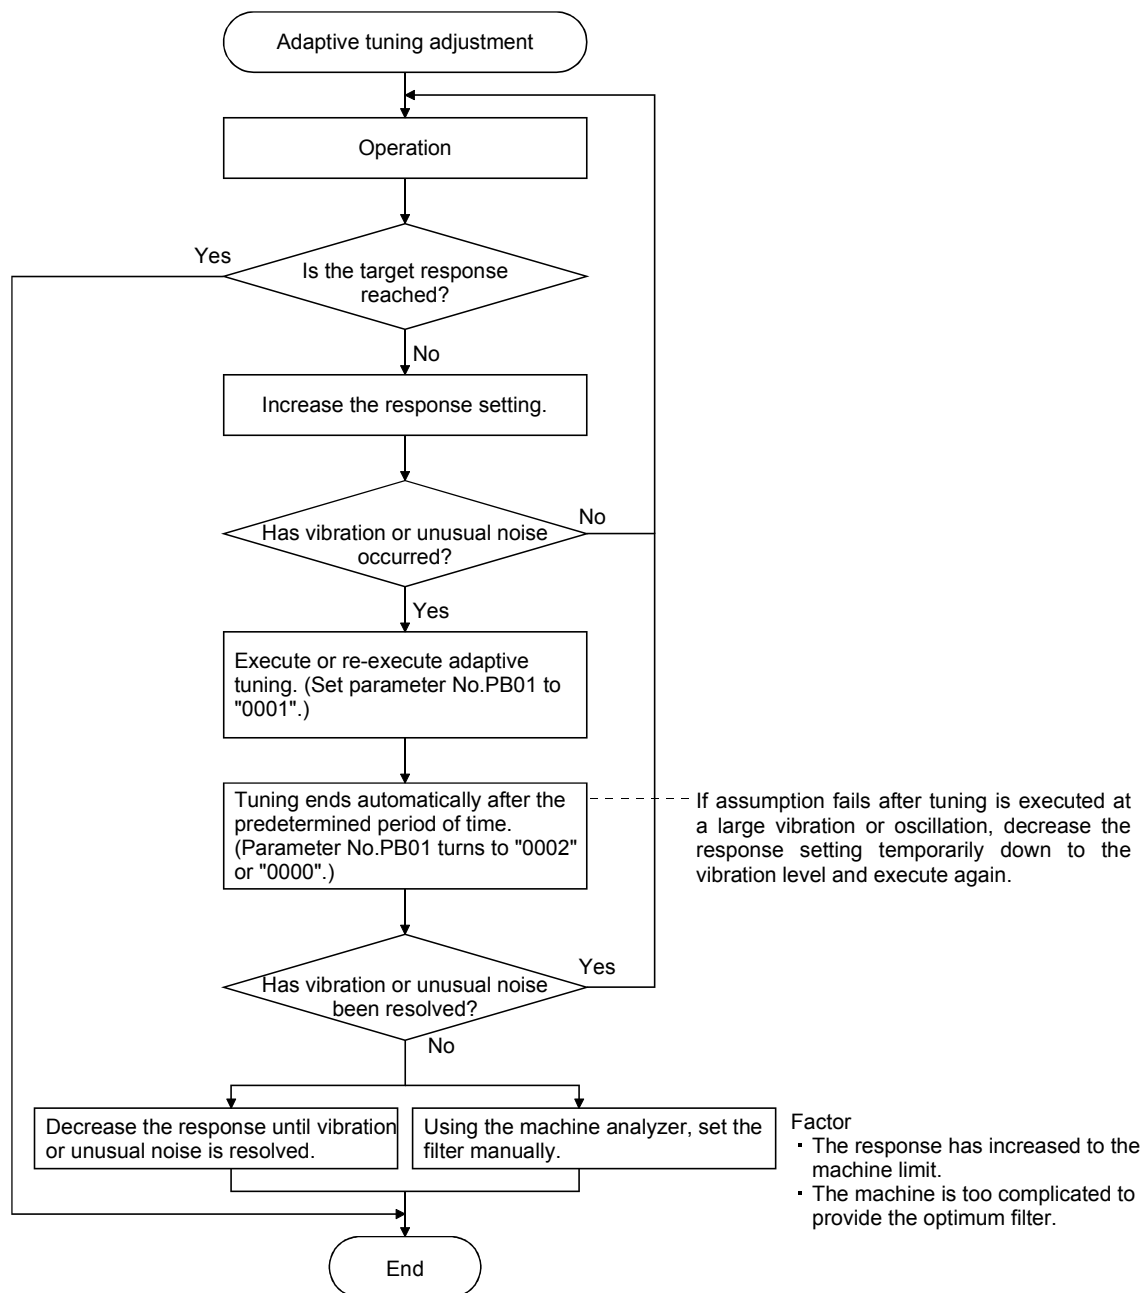 Adaptive tuning adjustment
Operation
Yes
Is the target response
reached?
No
Increase the response setting.
Has vibration or unusual noise
occurred?
No
Yes
Execute or re-execute adaptive
tuning. (Set parameter No.PB01 to
"0001".)
Tuning ends automatically after the
predetermined period of time.
(Parameter No.PB01 turns to "0002"
or "0000".)
If assumption fails after tuning is executed at
a large vibration or oscillation, decrease the
response setting temporarily down to the
vibration level and execute again.
Has vibration or unusual noise
been resolved?
Yes
No
Decrease the response until vibration
or unusual noise is resolved.
Using the machine analyzer, set the
filter manually.
Factor
· The response has increased to the
machine limit.
· The machine is too complicated to
provide the optimum filter.
End